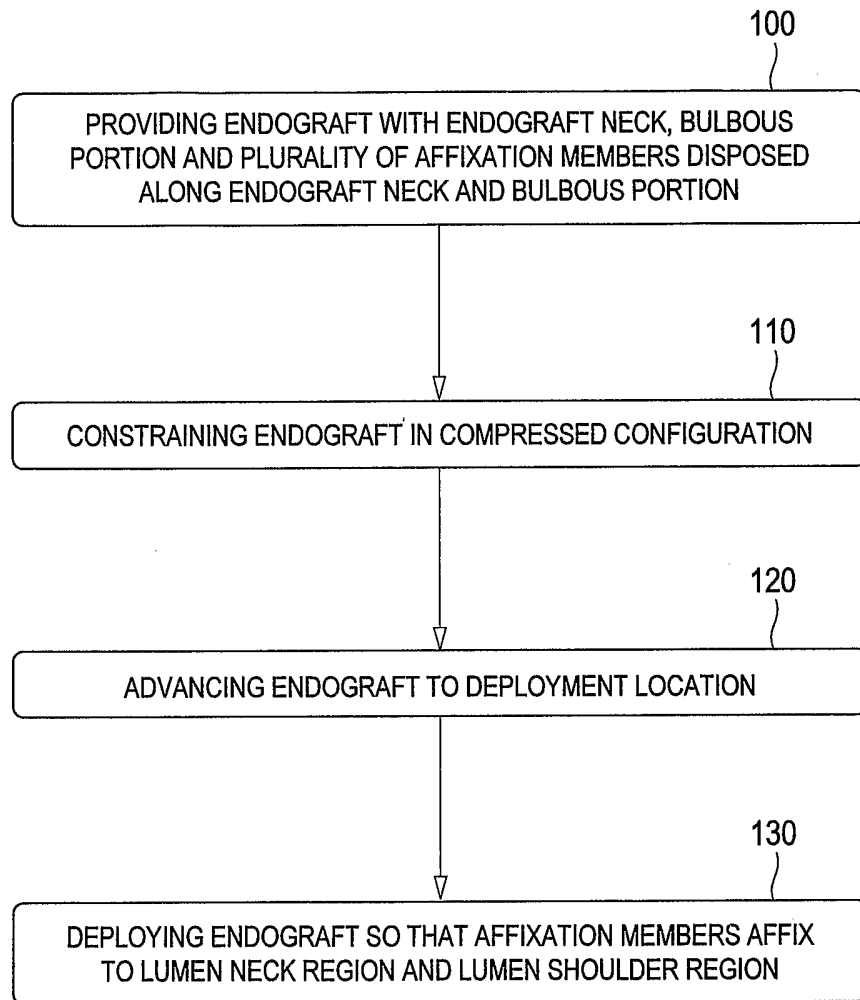 100
PROVIDING ENDOGRAFT WITH ENDOGRAFT NECK, BULBOUS
PORTION AND PLURALITY OF AFFIXATION MEMBERS DISPOSED
ALONG ENDOGRAFT NECK AND BULBOUS PORTION
110
CONSTRAINING ENDOGRAFT IN COMPRESSED CONFIGURATION
120
ADVANCING ENDOGRAFT TO DEPLOYMENT LOCATION
130
DEPLOYING ENDOGRAFT SO THAT AFFIXATION MEMBERS AFFIX
TO LUMEN NECK REGION AND LUMEN SHOULDER REGION